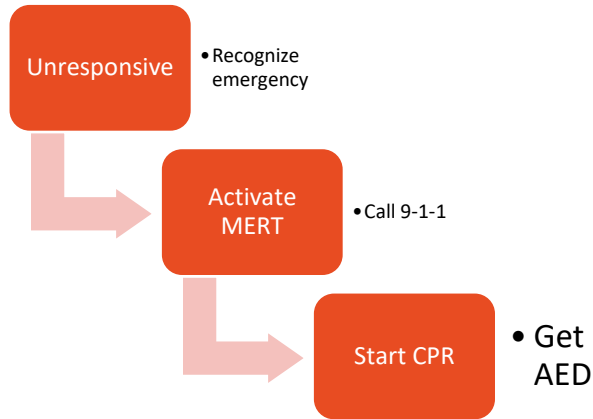 Unresponsive
• Recognize
emergency
Activate
MERT
• Call 9-1-1
Start CPR
• Get
AED